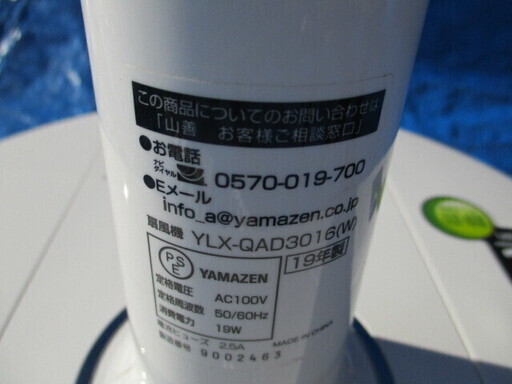 この商品についてのお問い合わせは
「山善 お客様ご相談窓口」
●お電話
ナビダイヤル 0570-019-700
●Eメール
info_a@yamazen.co.jp
扇風機 YLX-QAD3016(W)
PSE YAMAZEN 19年製
定格電圧 AC100V
定格周波数 50/60Hz
消費電力 19W
電流ヒューズ 2.5A MADE IN CHINA
製造番号 9002463